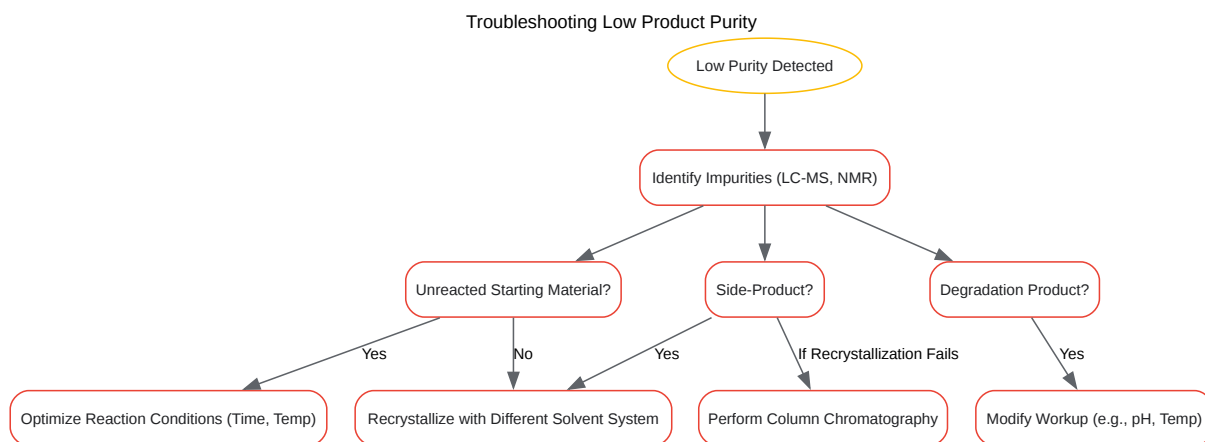 Troubleshooting Low Product Purity
Low Purity Detected
Identify Impurities (LC-MS, NMR)
Unreacted Starting Material?
Side-Product?
Degradation Product?
Yes
No
Yes
If Recrystallization Fails
Yes
Optimize Reaction Conditions (Time, Temp)
Recrystallize with Different Solvent System
Perform Column Chromatography
Modify Workup (e.g., pH, Temp)